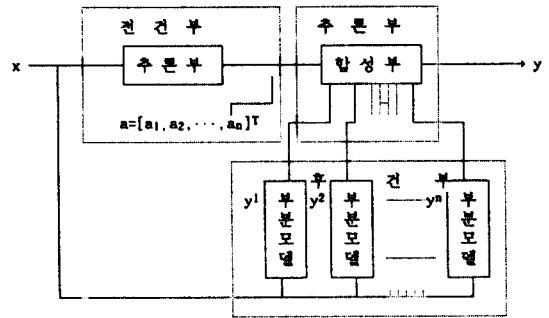 전 건 부
추 론 부
x
추 론 부
합 성 부
y
a=[a₁, a₂, ···, aₙ]ᵀ
후 건 부
y¹
부분모델
y²
부분모델
yⁿ
부분모델